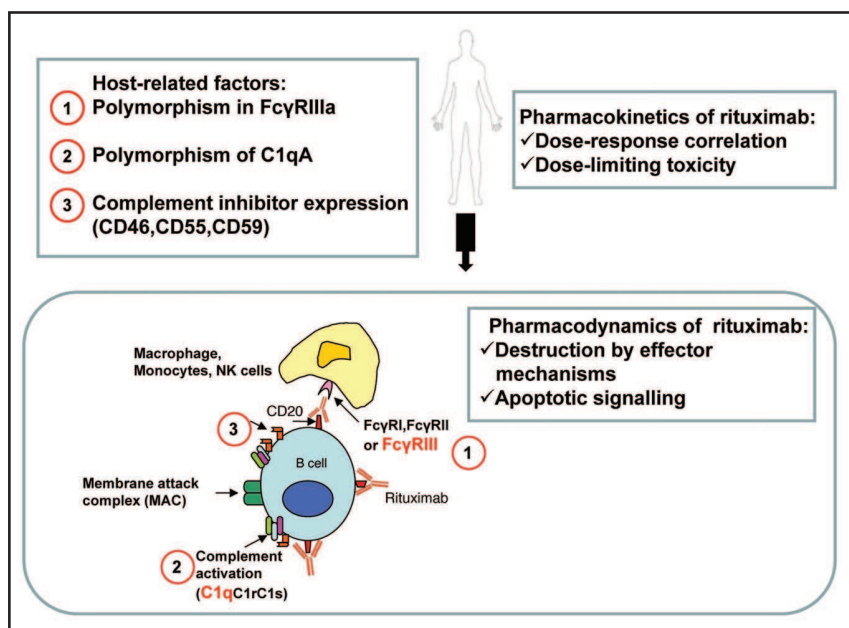 Host-related factors:
1 Polymorphism in FcγRIIIa
2 Polymorphism of C1qA
3 Complement inhibitor expression
(CD46,CD55,CD59)
Pharmacokinetics of rituximab:
✓Dose-response correlation
✓Dose-limiting toxicity
Pharmacodynamics of rituximab:
✓Destruction by effector
mechanisms
✓Apoptotic signalling
Macrophage,
Monocytes, NK cells
CD20
FcγRI,FcγRII
or FcγRIII
1
3
B cell
Membrane attack
complex (MAC)
Rituximab
2
Complement
activation
(C1qC1rC1s)